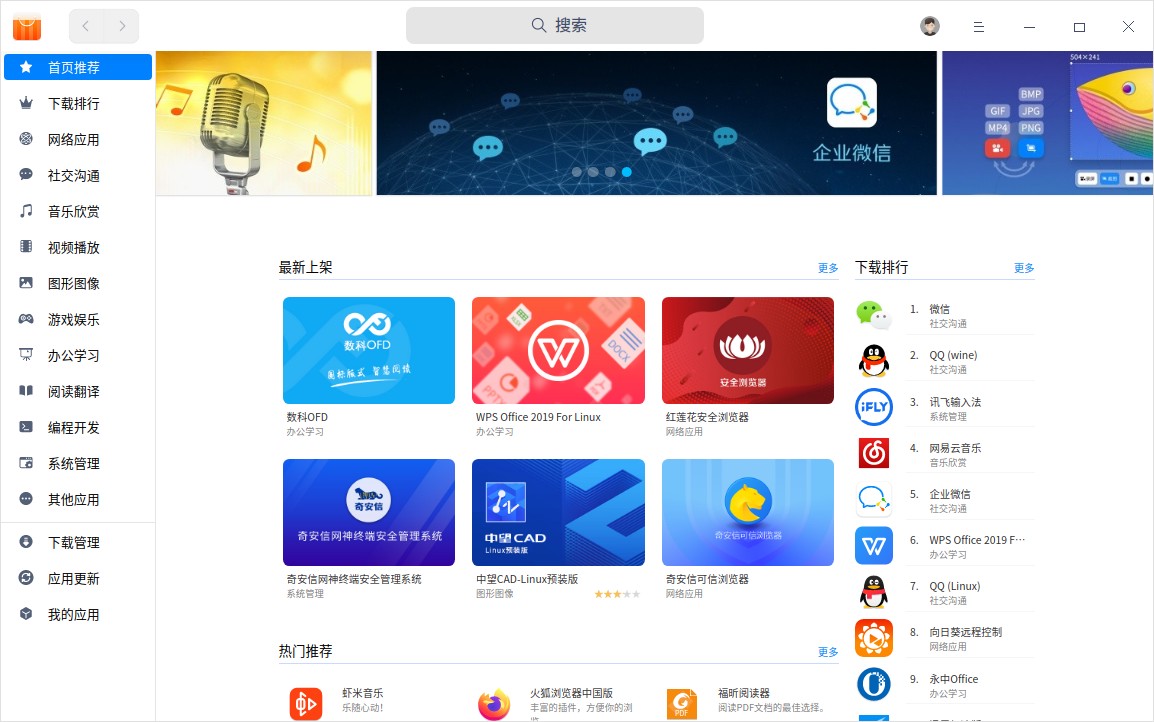 搜索
首页推荐
下载排行
网络应用
社交沟通
音乐欣赏
视频播放
图形图像
游戏娱乐
办公学习
阅读翻译
编程开发
系统管理
其他应用
下载管理
应用更新
我的应用
企业微信
504×241
BMP
GIF JPG
MP4 PNG
最新上架
更多
数科OFD
国标版式 智慧阅读
数科OFD
办公学习
DOCX
PPTX
WPS Office 2019 For Linux
办公学习
安全浏览器
红莲花安全浏览器
网络应用
奇安信
奇安信网神终端安全管理系统
奇安信网神终端安全管理系统
系统管理
中望CAD
Linux预装版
中望CAD-Linux预装版
图形图像
奇安信可信浏览器
奇安信可信浏览器
网络应用
热门推荐
更多
虾米音乐
乐随心动!
火狐浏览器中国版
丰富的插件，方便你的浏
PDF
福昕阅读器
阅读PDF文档的最佳选择。
下载排行
更多
1. 微信
社交沟通
2. QQ (wine)
社交沟通
iFLY
3. 讯飞输入法
系统管理
4. 网易云音乐
音乐欣赏
5. 企业微信
社交沟通
6. WPS Office 2019 F···
办公学习
7. QQ (Linux)
社交沟通
8. 向日葵远程控制
网络应用
9. 永中Office
办公学习